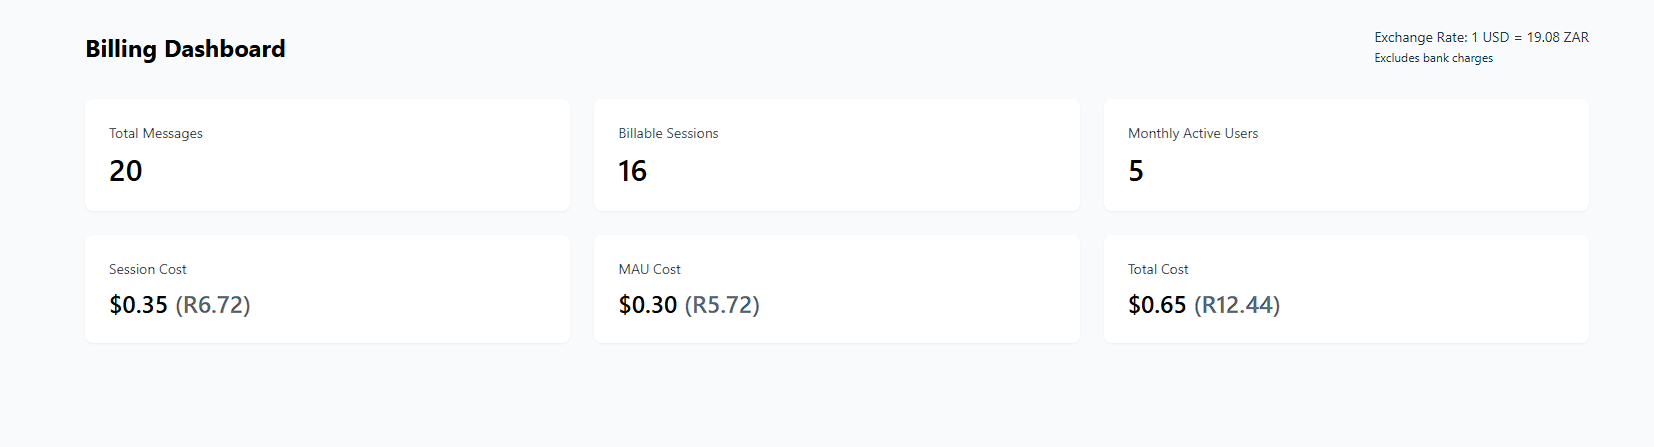 Billing Dashboard
Exchange Rate: 1 USD = 19.08 ZAR
Excludes bank charges
Total Messages
20
Billable Sessions
16
Monthly Active Users
5
Session Cost
$0.35 (R6.72)
MAU Cost
$0.30 (R5.72)
Total Cost
$0.65 (R12.44)